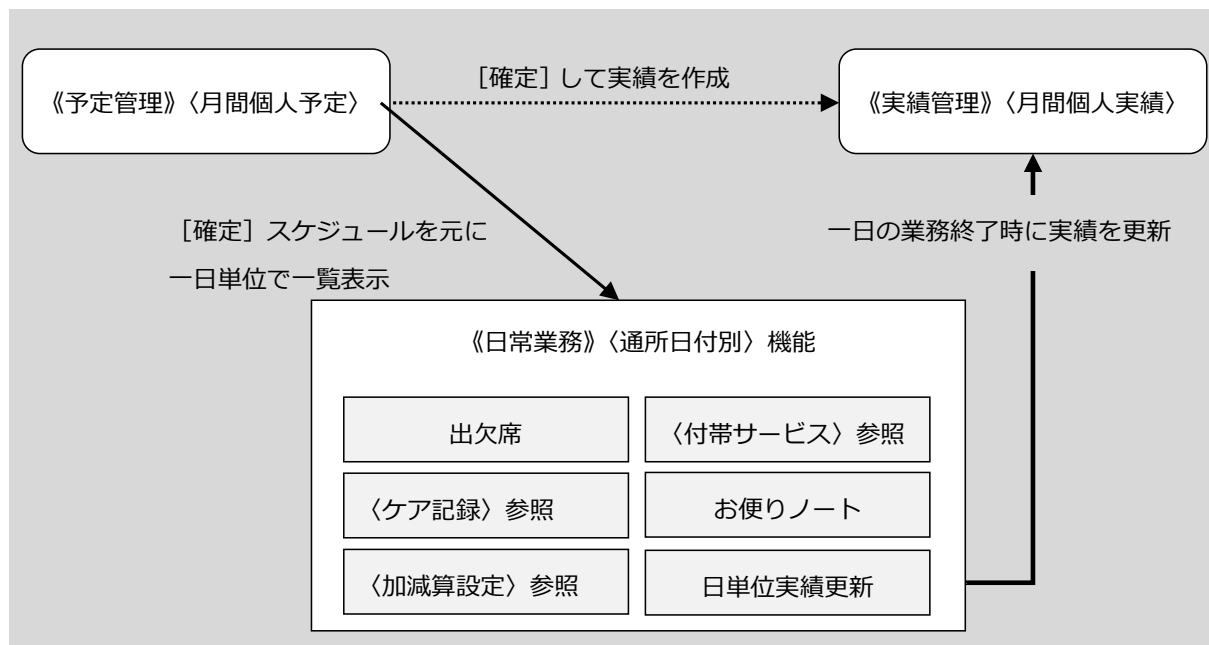 ［確定］して実績を作成
《予定管理》〈月間個人予定〉
《実績管理》〈月間個人実績〉
［確定］スケジュールを元に
一日単位で一覧表示
一日の業務終了時に実績を更新
《日常業務》〈通所日付別〉機能
出欠席
〈付帯サービス〉参照
〈ケア記録〉参照
お便りノート
〈加減算設定〉参照
日単位実績更新